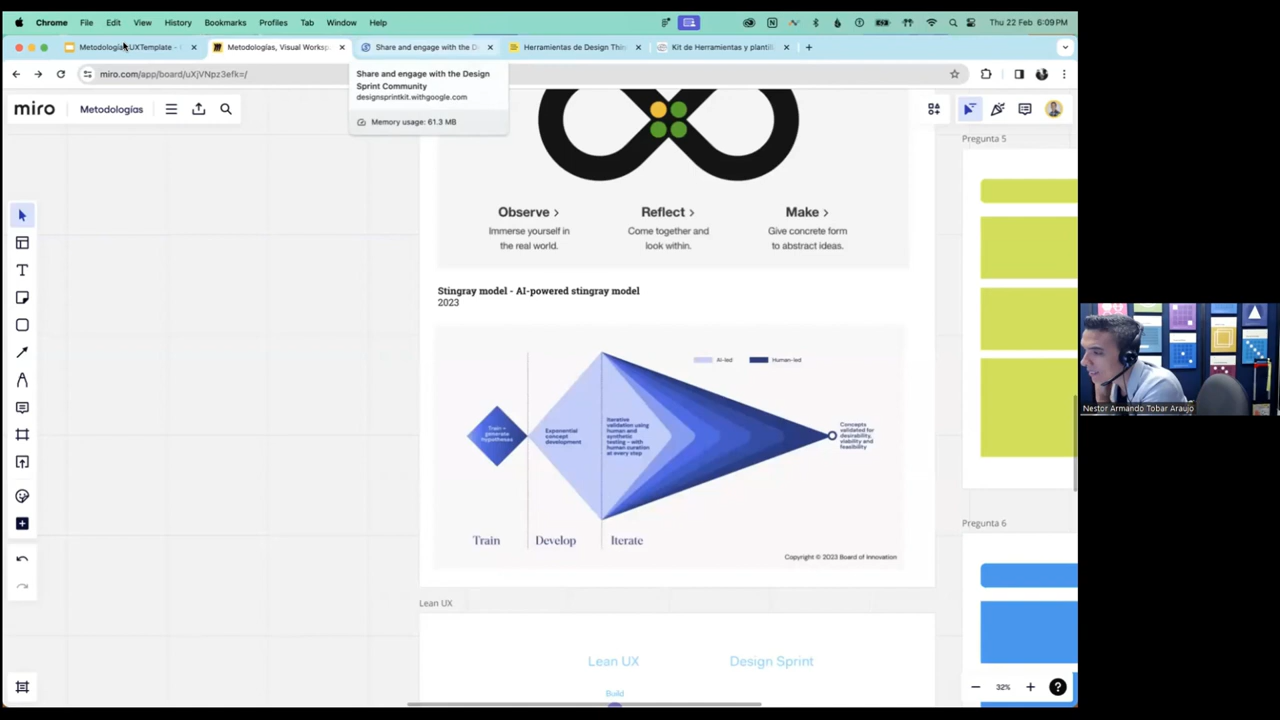 Chrome File Edit View History Bookmarks Profiles Tab Window Help Thu 22 Feb 6:09 PM
Metodologías UXTemplate - Metodologías, Visual Worksp Share and engage with the D Herramientas de Design Thin Kit de Herramientas y plantil
miro.com/app/board/uXjVNpz3efk=/
Share and engage with the Design
Sprint Community
designsprintkit.withgoogle.com
Memory usage: 61.3 MB
miro Metodologías
Pregunta 5
Observe >
Immerse yourself in
the real world.
Reflect >
Come together and
look within.
Make >
Give concrete form
to abstract ideas.
Stingray model - AI-powered stingray model
2023
AI-led Human-led
Train –
generate
hypotheses
Exponential
concept
development
Iterative
validation using
human and
synthetic
testing – with
human curation
at every step
Concepts
validated for
desirability,
viability and
feasibility
Train Develop Iterate
Copyright © 2023 Board of Innovation
Pregunta 6
Lean UX
Lean UX Design Sprint
Build
32%
Nestor Armando Tobar Araujo